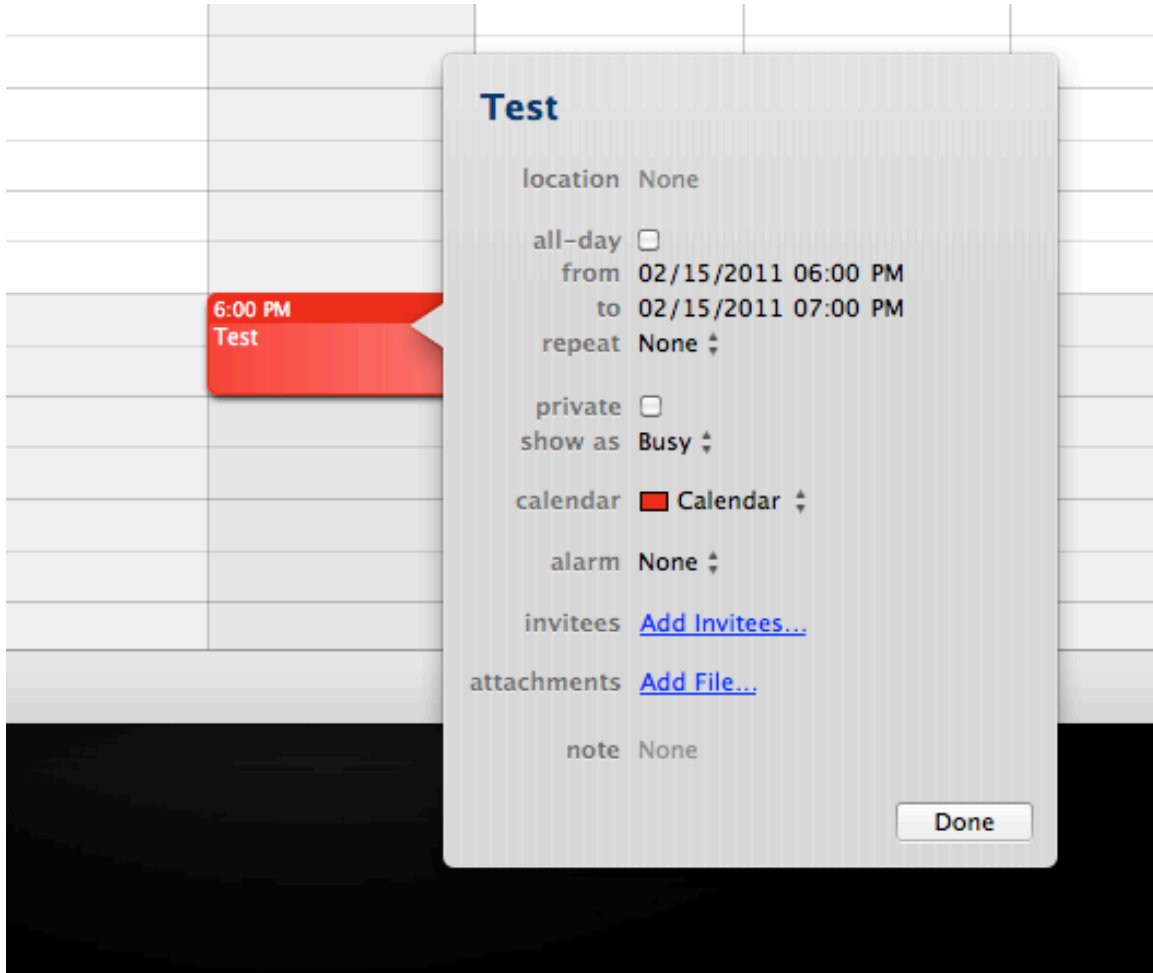 Test
location None
all-day
from 02/15/2011 06:00 PM
to 02/15/2011 07:00 PM
6:00 PM
Test
repeat None
private
show as Busy
calendar Calendar
alarm None
invitees Add Invitees...
attachments Add File...
note None
Done